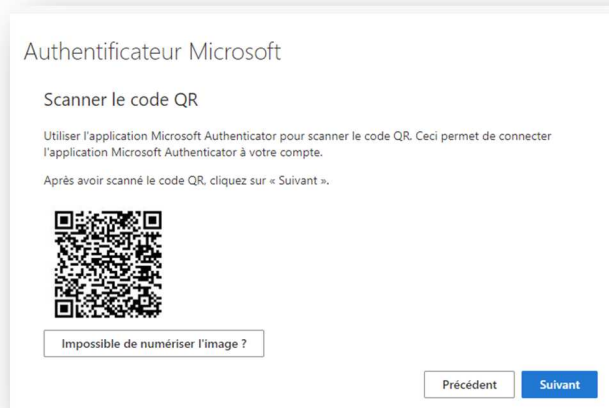 Authentificateur Microsoft
Scanner le code QR
Utiliser l'application Microsoft Authenticator pour scanner le code QR. Ceci permet de connecter
l'application Microsoft Authenticator à votre compte.
Après avoir scanné le code QR, cliquez sur « Suivant ».
Impossible de numériser l'image ?
Précédent
Suivant